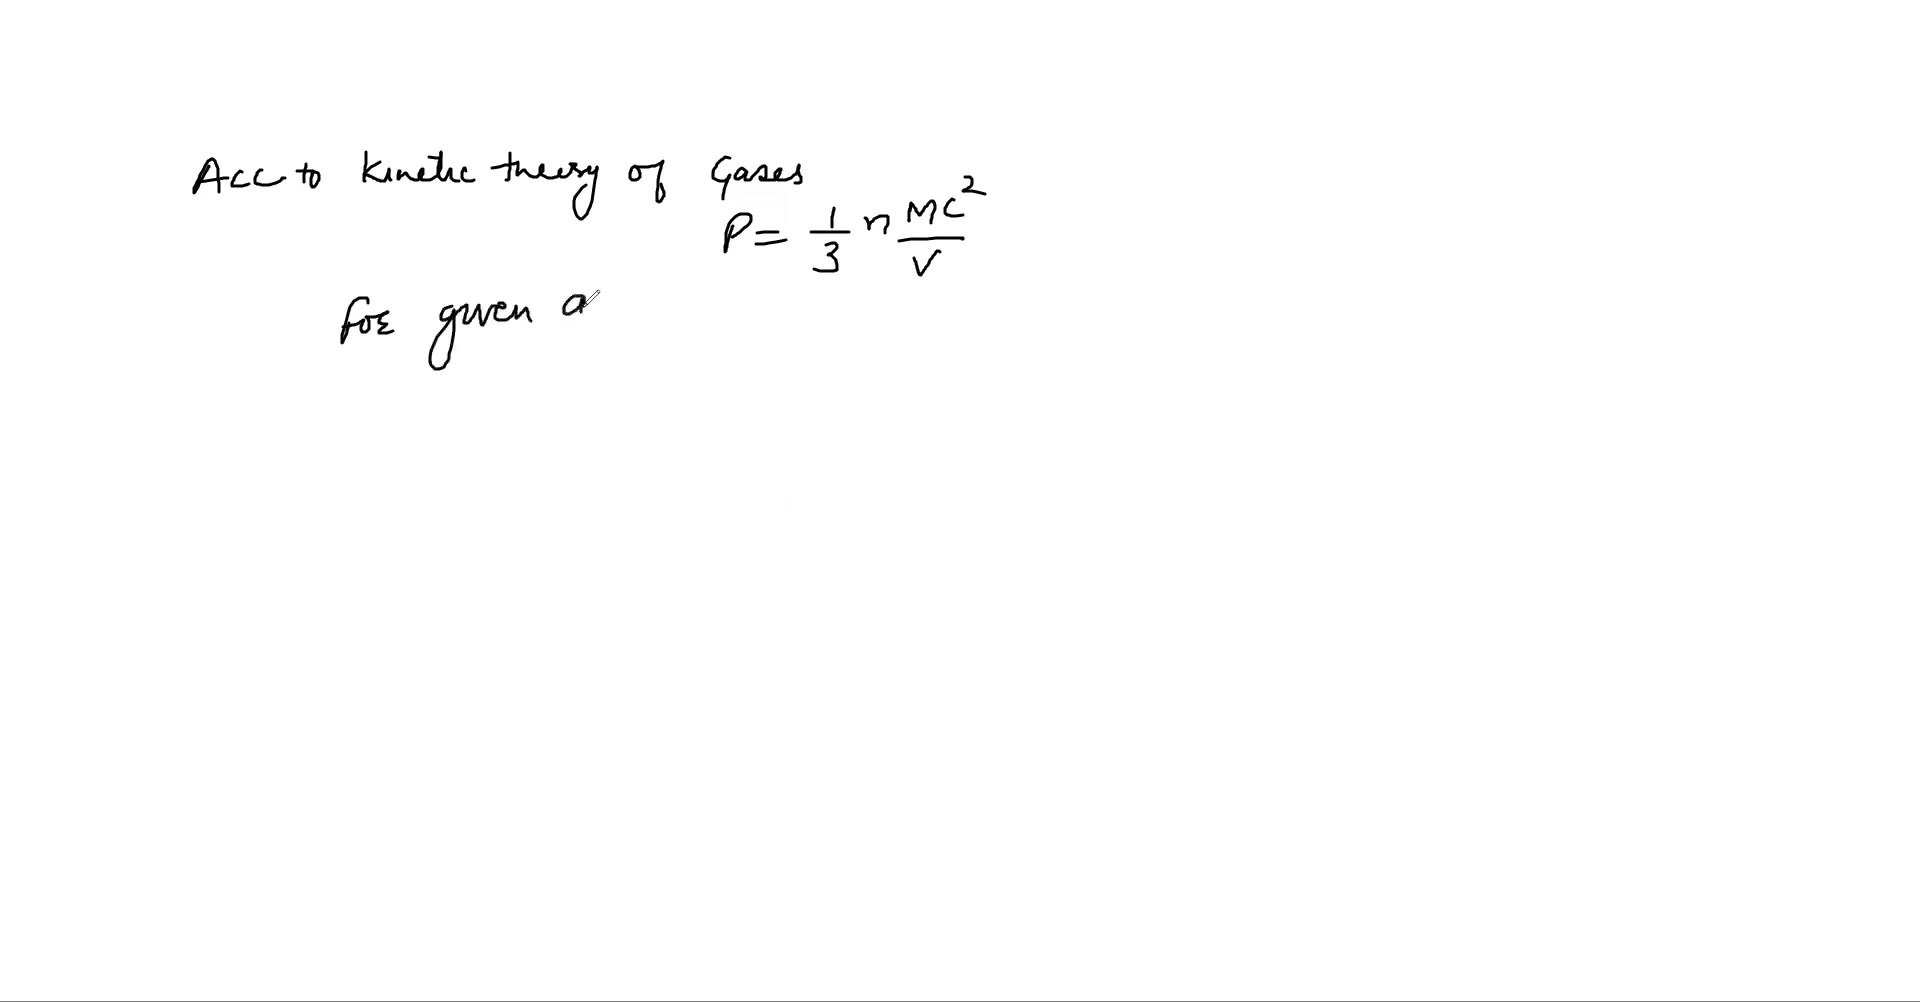 Acc to Kinetic theory of Gases
P = 1/3 n MC²/V
for given a